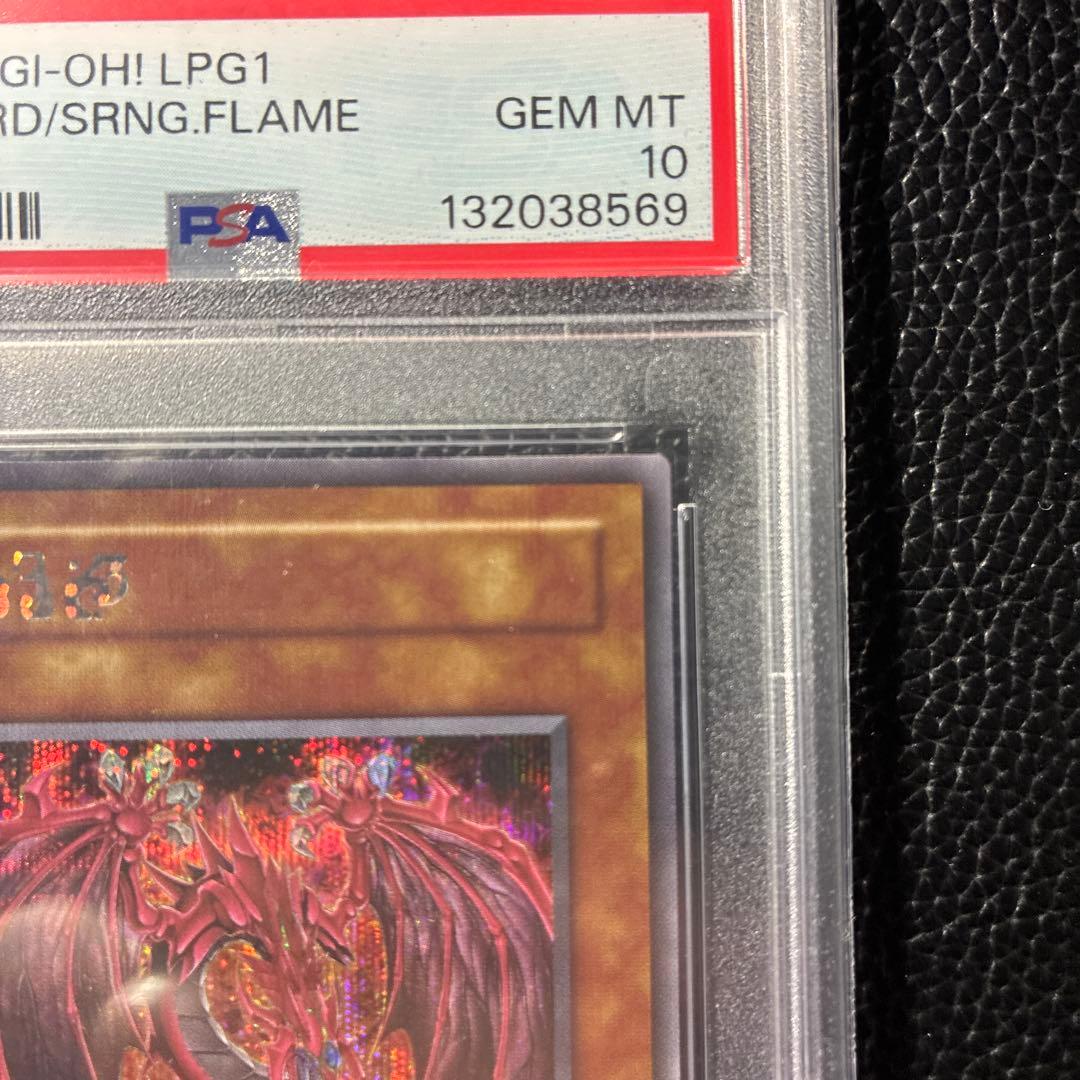 GI-OH! LPG1
RD/SRNG.FLAME
GEM MT
10
PSA
132038569